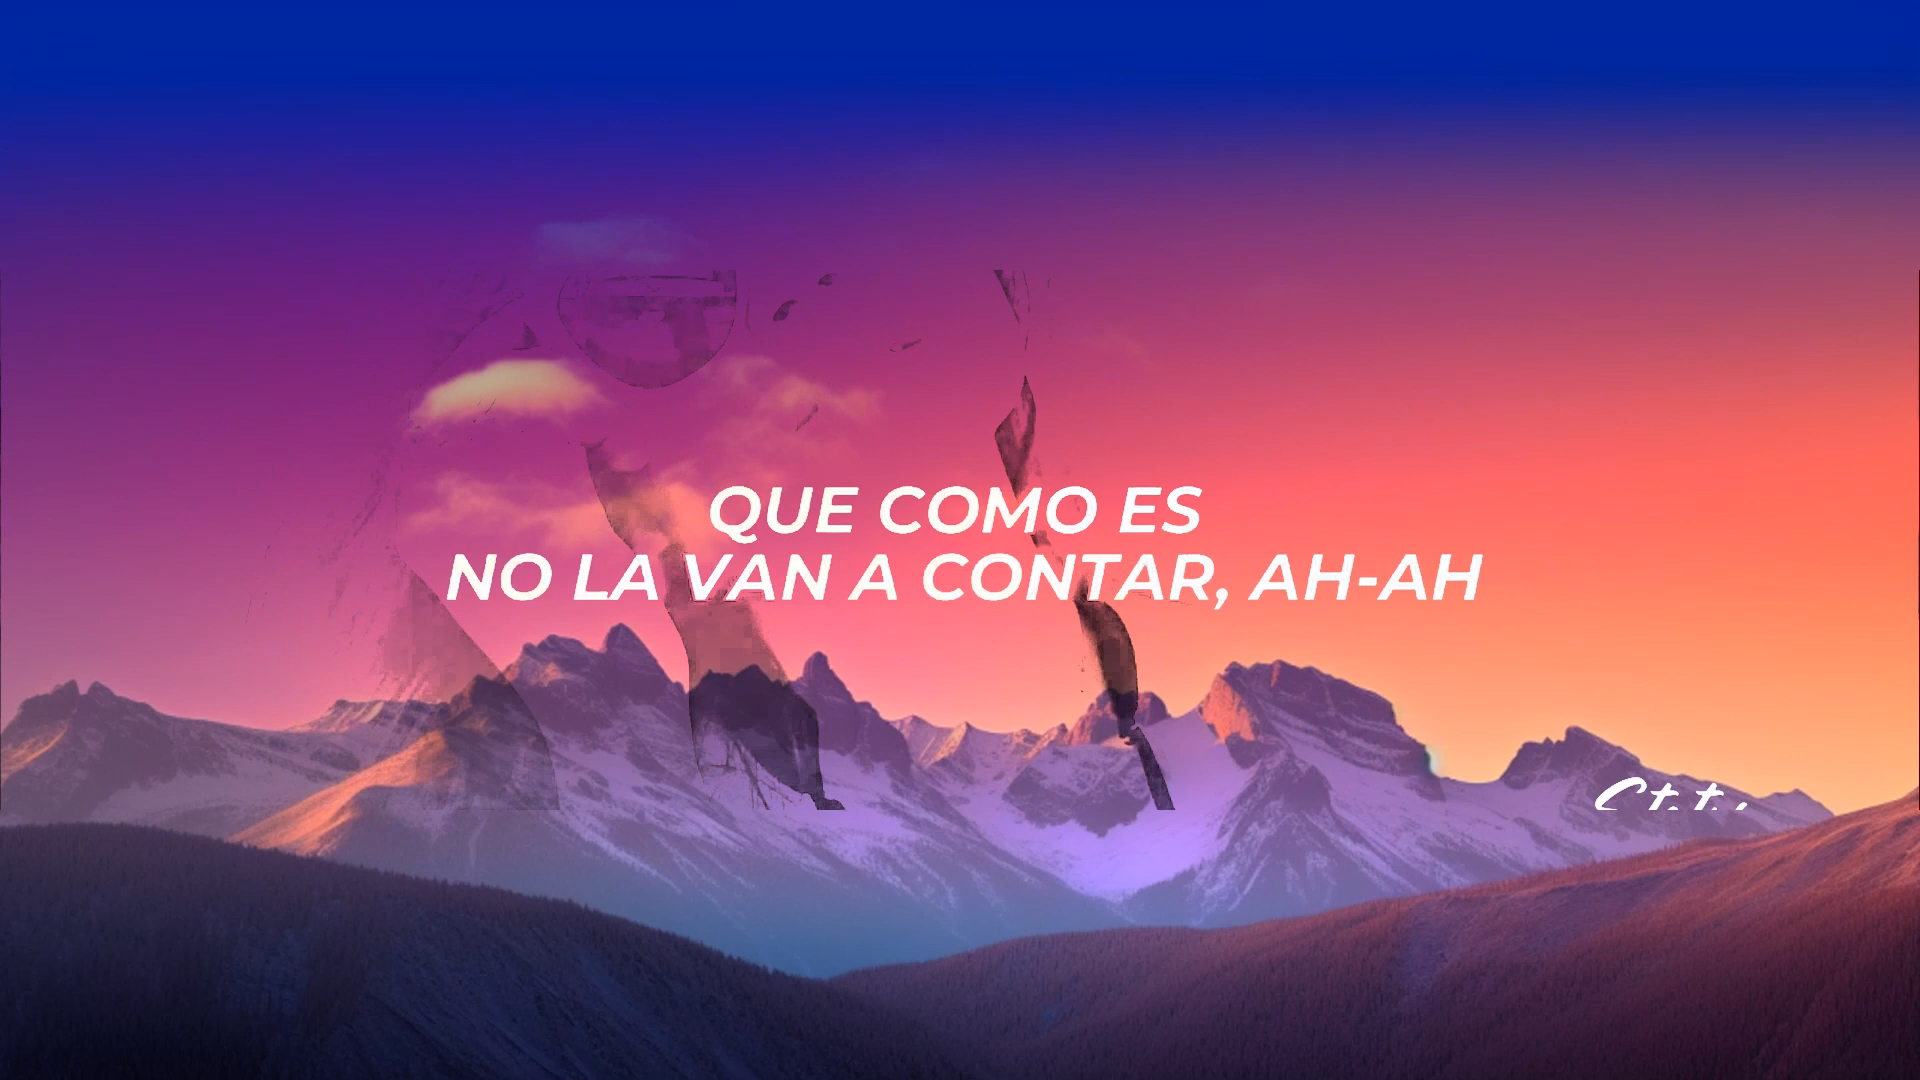 QUE COMO ES
NO LA VAN A CONTAR, AH-AH